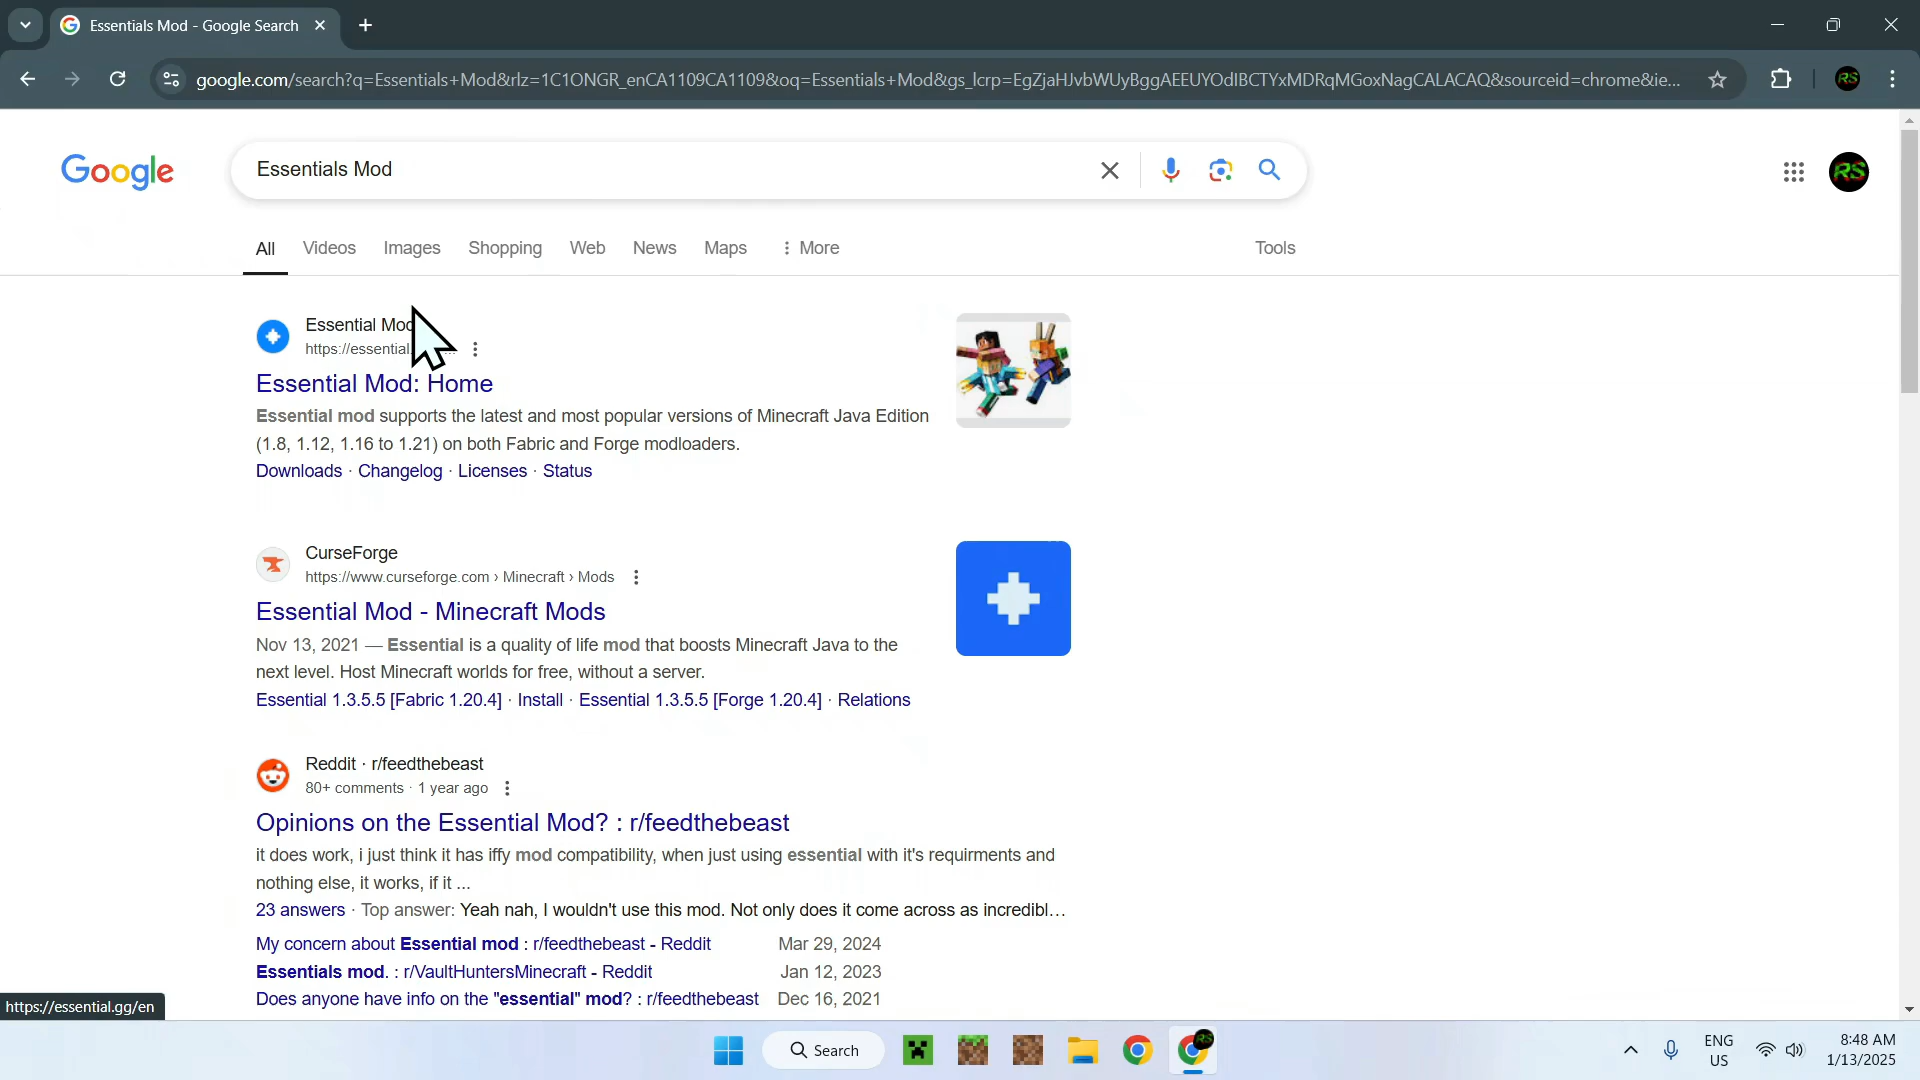 Essentials Mod - Google Search
google.com/search?q=Essentials+Mod&rlz=1C1ONGR_enCA1109CA1109&oq=Essentials+Mod&gs_lcrp=EgZjaHJvbWUyBggAEEUYOdIBCTYxMDRqMGoxNagCALACAQ&sourceid=chrome&ie...
RS
Google
Essentials Mod
RS
All Videos Images Shopping Web News Maps More Tools
Essential Mod
https://essential.
Essential Mod: Home
Essential mod supports the latest and most popular versions of Minecraft Java Edition
(1.8, 1.12, 1.16 to 1.21) on both Fabric and Forge modloaders.
Downloads · Changelog · Licenses · Status
CurseForge
https://www.curseforge.com › Minecraft › Mods
Essential Mod - Minecraft Mods
Nov 13, 2021 — Essential is a quality of life mod that boosts Minecraft Java to the
next level. Host Minecraft worlds for free, without a server.
Essential 1.3.5.5 [Fabric 1.20.4] · Install · Essential 1.3.5.5 [Forge 1.20.4] · Relations
Reddit · r/feedthebeast
80+ comments · 1 year ago
Opinions on the Essential Mod? : r/feedthebeast
it does work, i just think it has iffy mod compatibility, when just using essential with it's requirments and
nothing else, it works, if it ...
23 answers · Top answer: Yeah nah, I wouldn't use this mod. Not only does it come across as incredibl...
My concern about Essential mod : r/feedthebeast - Reddit Mar 29, 2024
Essentials mod. : r/VaultHuntersMinecraft - Reddit Jan 12, 2023
Does anyone have info on the "essential" mod? : r/feedthebeast Dec 16, 2021
https://essential.gg/en
Search
RS
ENG
US
8:48 AM
1/13/2025